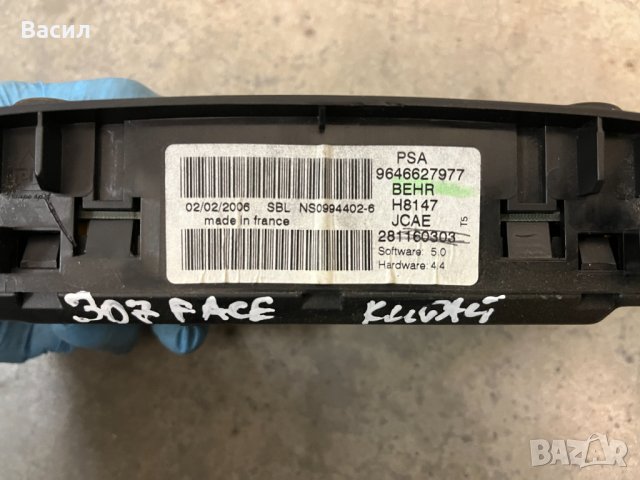 Васил
PSA
9646627977
BEHR
H8147
JCAE
T5
281160303
Software: 5.0
Hardware: 4.4
02/02/2006 SBL NS0994402-6
made in france
307 FACE
BAZAR